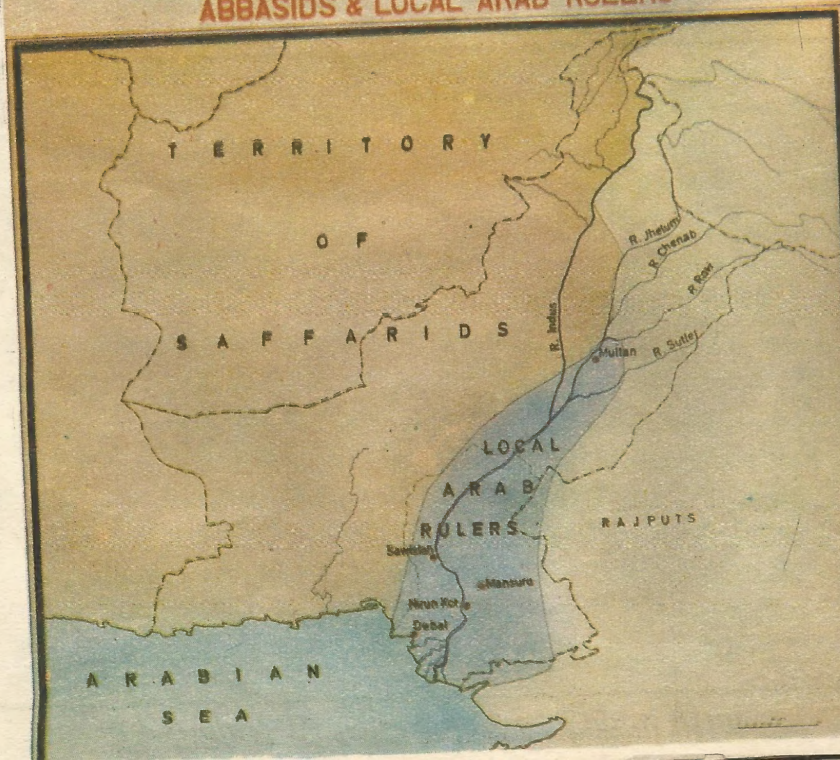 ABBASIDS & LOCAL ARAB RULERS
TERRITORY
OF
SAFFARIDS
R. Jhelum
R. Chenab
R. Ravi
R. Indus
Multan
R. Sutlej
LOCAL
ARAB
RULERS
RAJPUTS
Sawistan
Mansura
Nirun Kot
Debal
ARABIAN
SEA